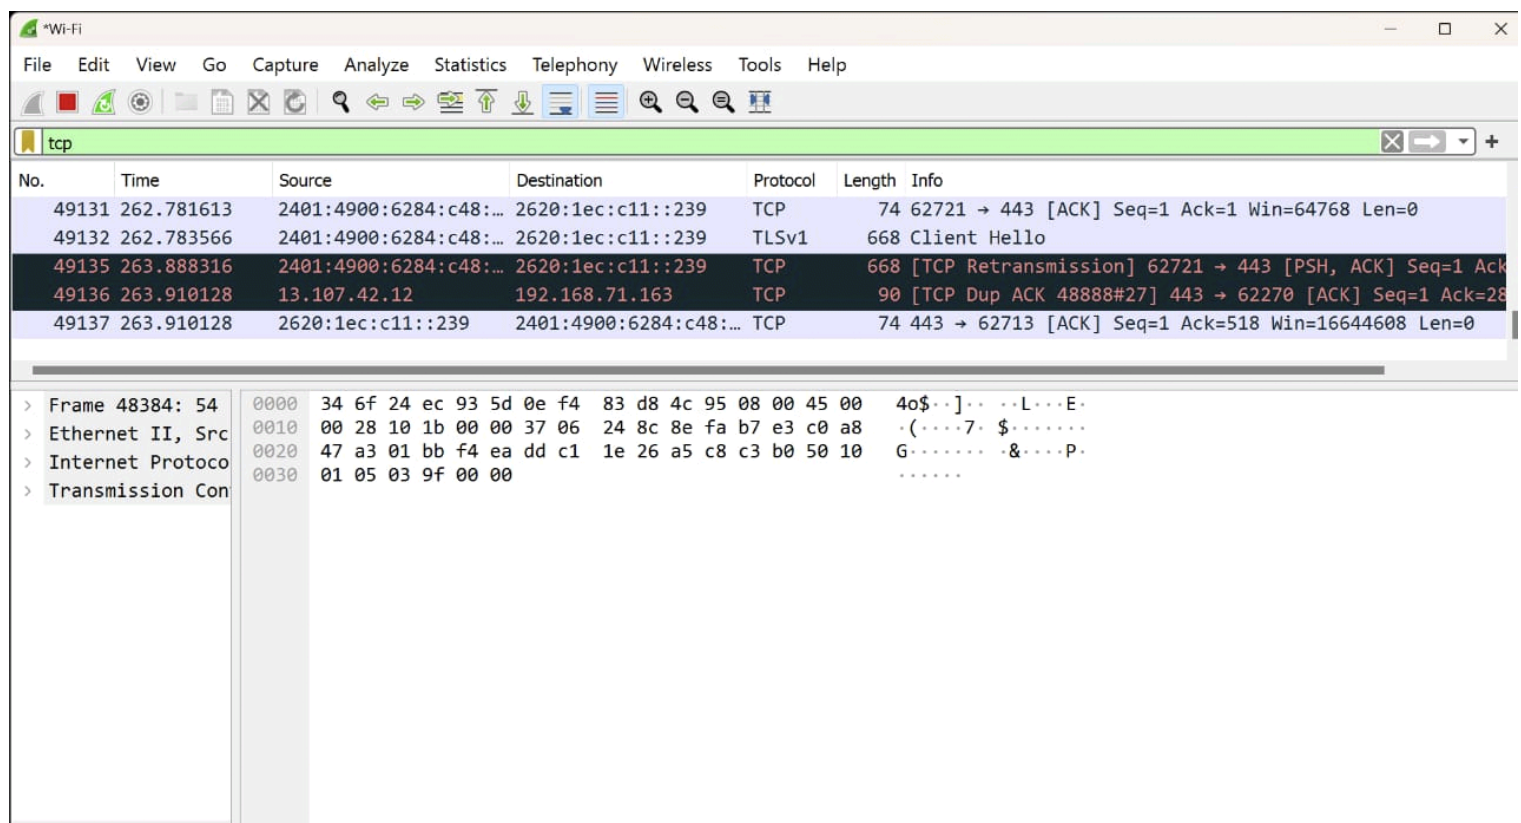 *Wi-Fi
File Edit View Go Capture Analyze Statistics Telephony Wireless Tools Help
tcp
No. Time Source Destination Protocol Length Info
49131 262.781613 2401:4900:6284:c48:… 2620:1ec:c11::239 TCP 74 62721 → 443 [ACK] Seq=1 Ack=1 Win=64768 Len=0
49132 262.783566 2401:4900:6284:c48:… 2620:1ec:c11::239 TLSv1 668 Client Hello
49135 263.888316 2401:4900:6284:c48:… 2620:1ec:c11::239 TCP 668 [TCP Retransmission] 62721 → 443 [PSH, ACK] Seq=1 Ack
49136 263.910128 13.107.42.12 192.168.71.163 TCP 90 [TCP Dup ACK 48888#27] 443 → 62270 [ACK] Seq=1 Ack=28
49137 263.910128 2620:1ec:c11::239 2401:4900:6284:c48:… TCP 74 443 → 62713 [ACK] Seq=1 Ack=518 Win=16644608 Len=0
> Frame 48384: 54
> Ethernet II, Src
> Internet Protoco
> Transmission Con
0000 34 6f 24 ec 93 5d 0e f4 83 d8 4c 95 08 00 45 00 4o$··]·· ··L···E·
0010 00 28 10 1b 00 00 37 06 24 8c 8e fa b7 e3 c0 a8 ·(····7· $·······
0020 47 a3 01 bb f4 ea dd c1 1e 26 a5 c8 c3 b0 50 10 G······· ·&····P·
0030 01 05 03 9f 00 00 ······